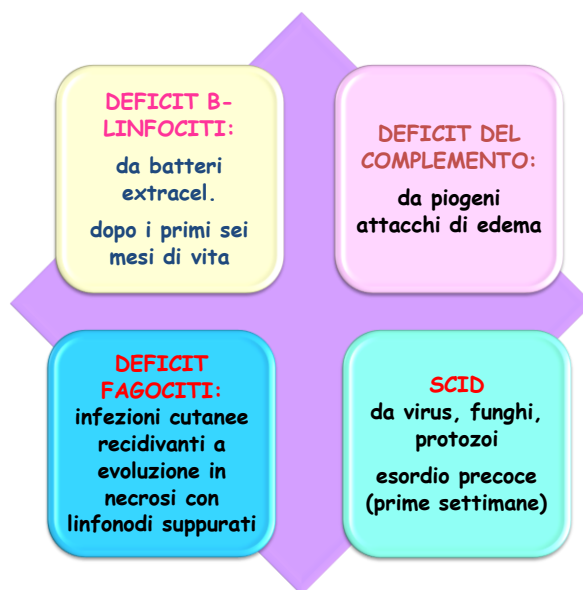 DEFICIT B-
LINFOCITI:
da batteri
extracel.
dopo i primi sei
mesi di vita
DEFICIT DEL
COMPLEMENTO:
da piogeni
attacchi di edema
DEFICIT
FAGOCITI:
infezioni cutanee
recidivanti a
evoluzione in
necrosi con
linfonodi suppurati
SCID
da virus, funghi,
protozoi
esordio precoce
(prime settimane)